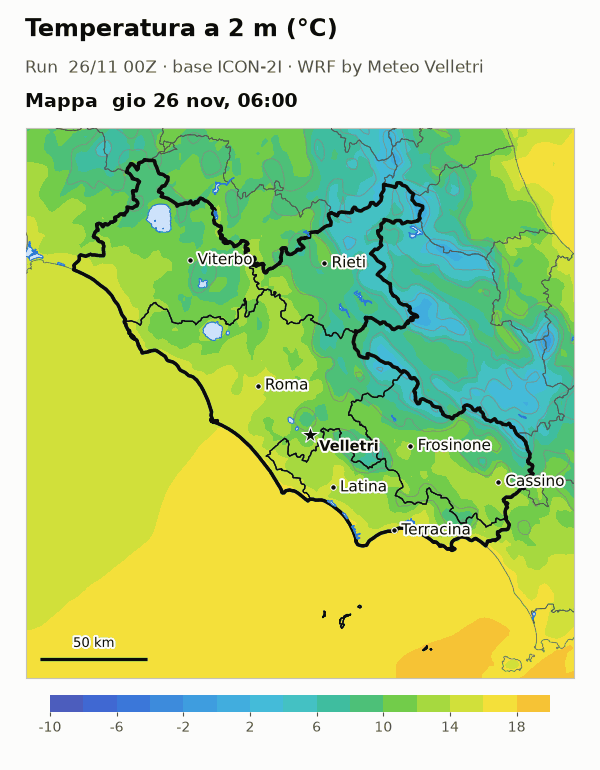 Temperatura a 2 m (°C)
Run  26/11 00Z · base ICON-2I · WRF by Meteo Velletri
Mappa  gio 26 nov, 06:00
Viterbo
Rieti
Roma
Velletri
Frosinone
Latina
Cassino
Terracina
50 km
-10 -6 -2 2 6 10 14 18